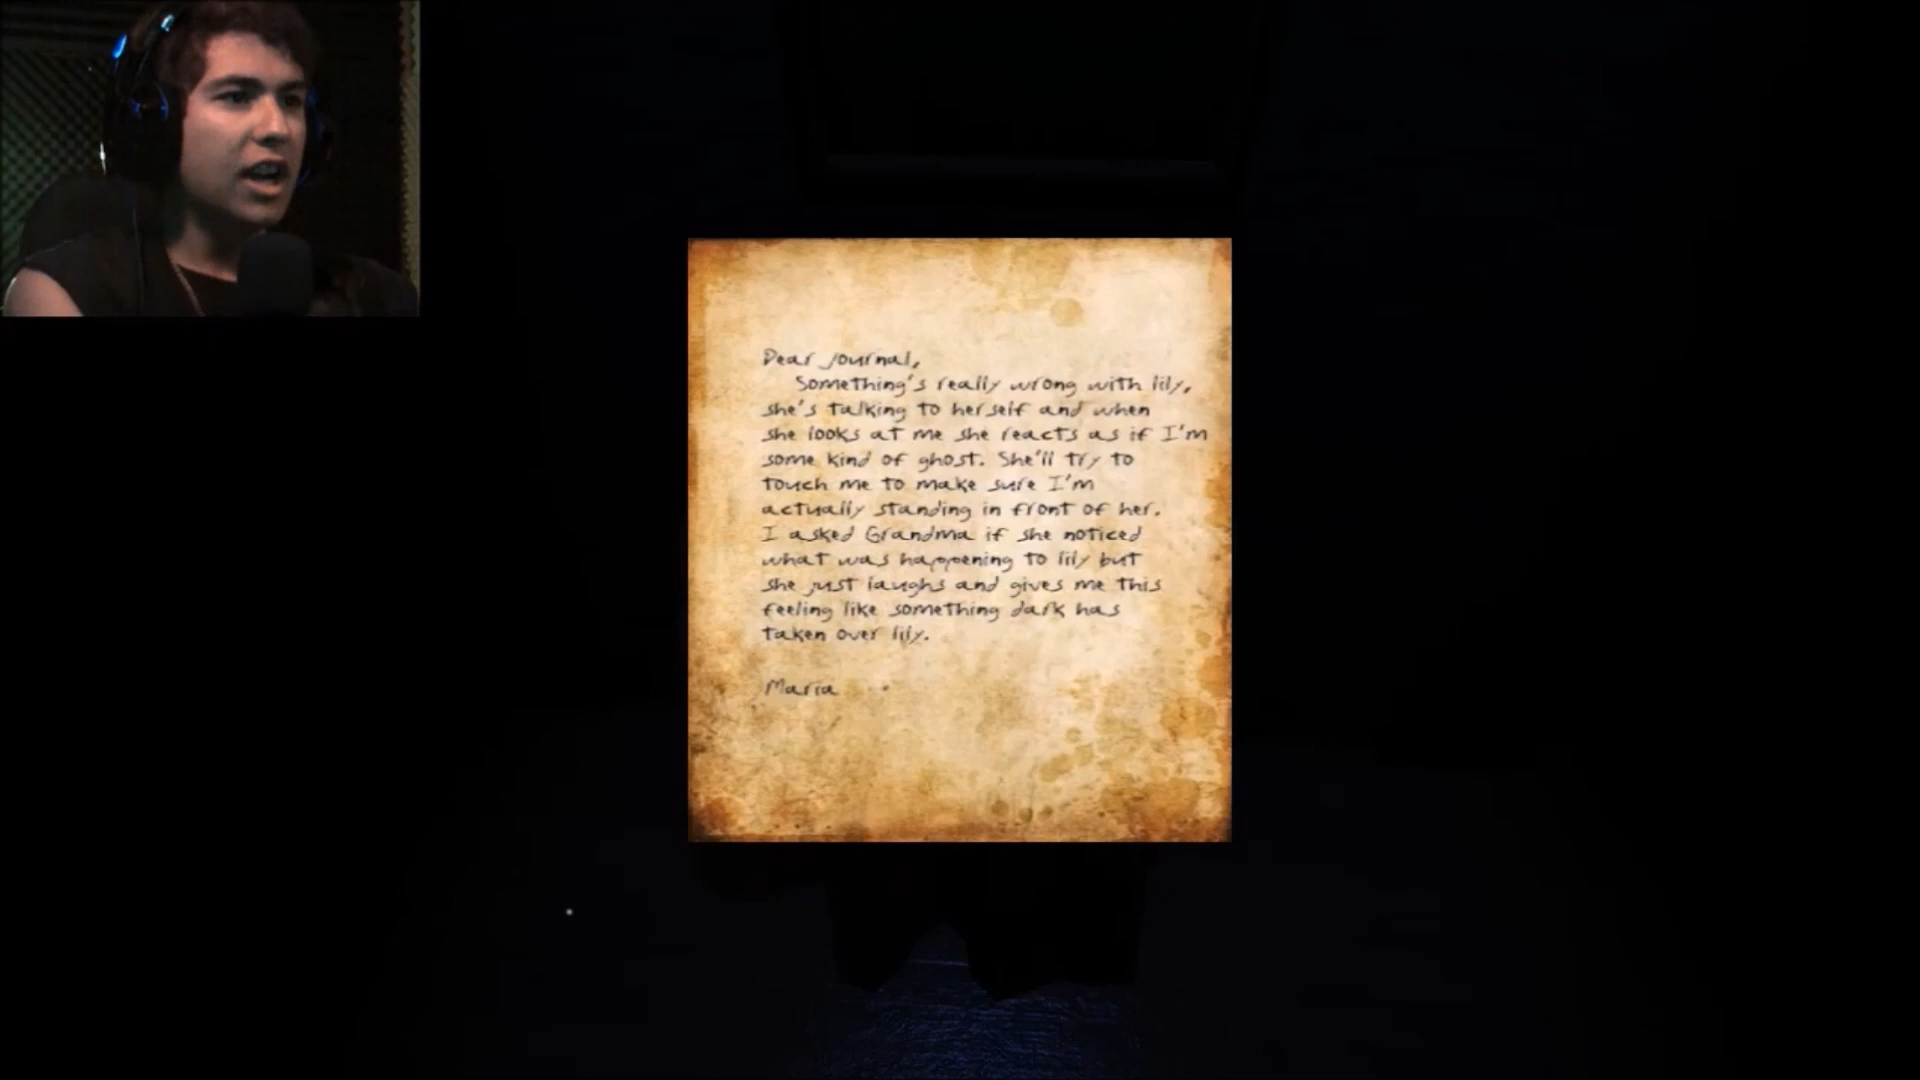 Dear Journal,
Something's really wrong with lily,
she's talking to herself and when
she looks at me she reacts as if I'm
some kind of ghost. She'll try to
touch me to make sure I'm
actually standing in front of her.
I asked Grandma if she noticed
what was happening to lily but
she just laughs and gives me this
feeling like something dark has
taken over lily.
Maria